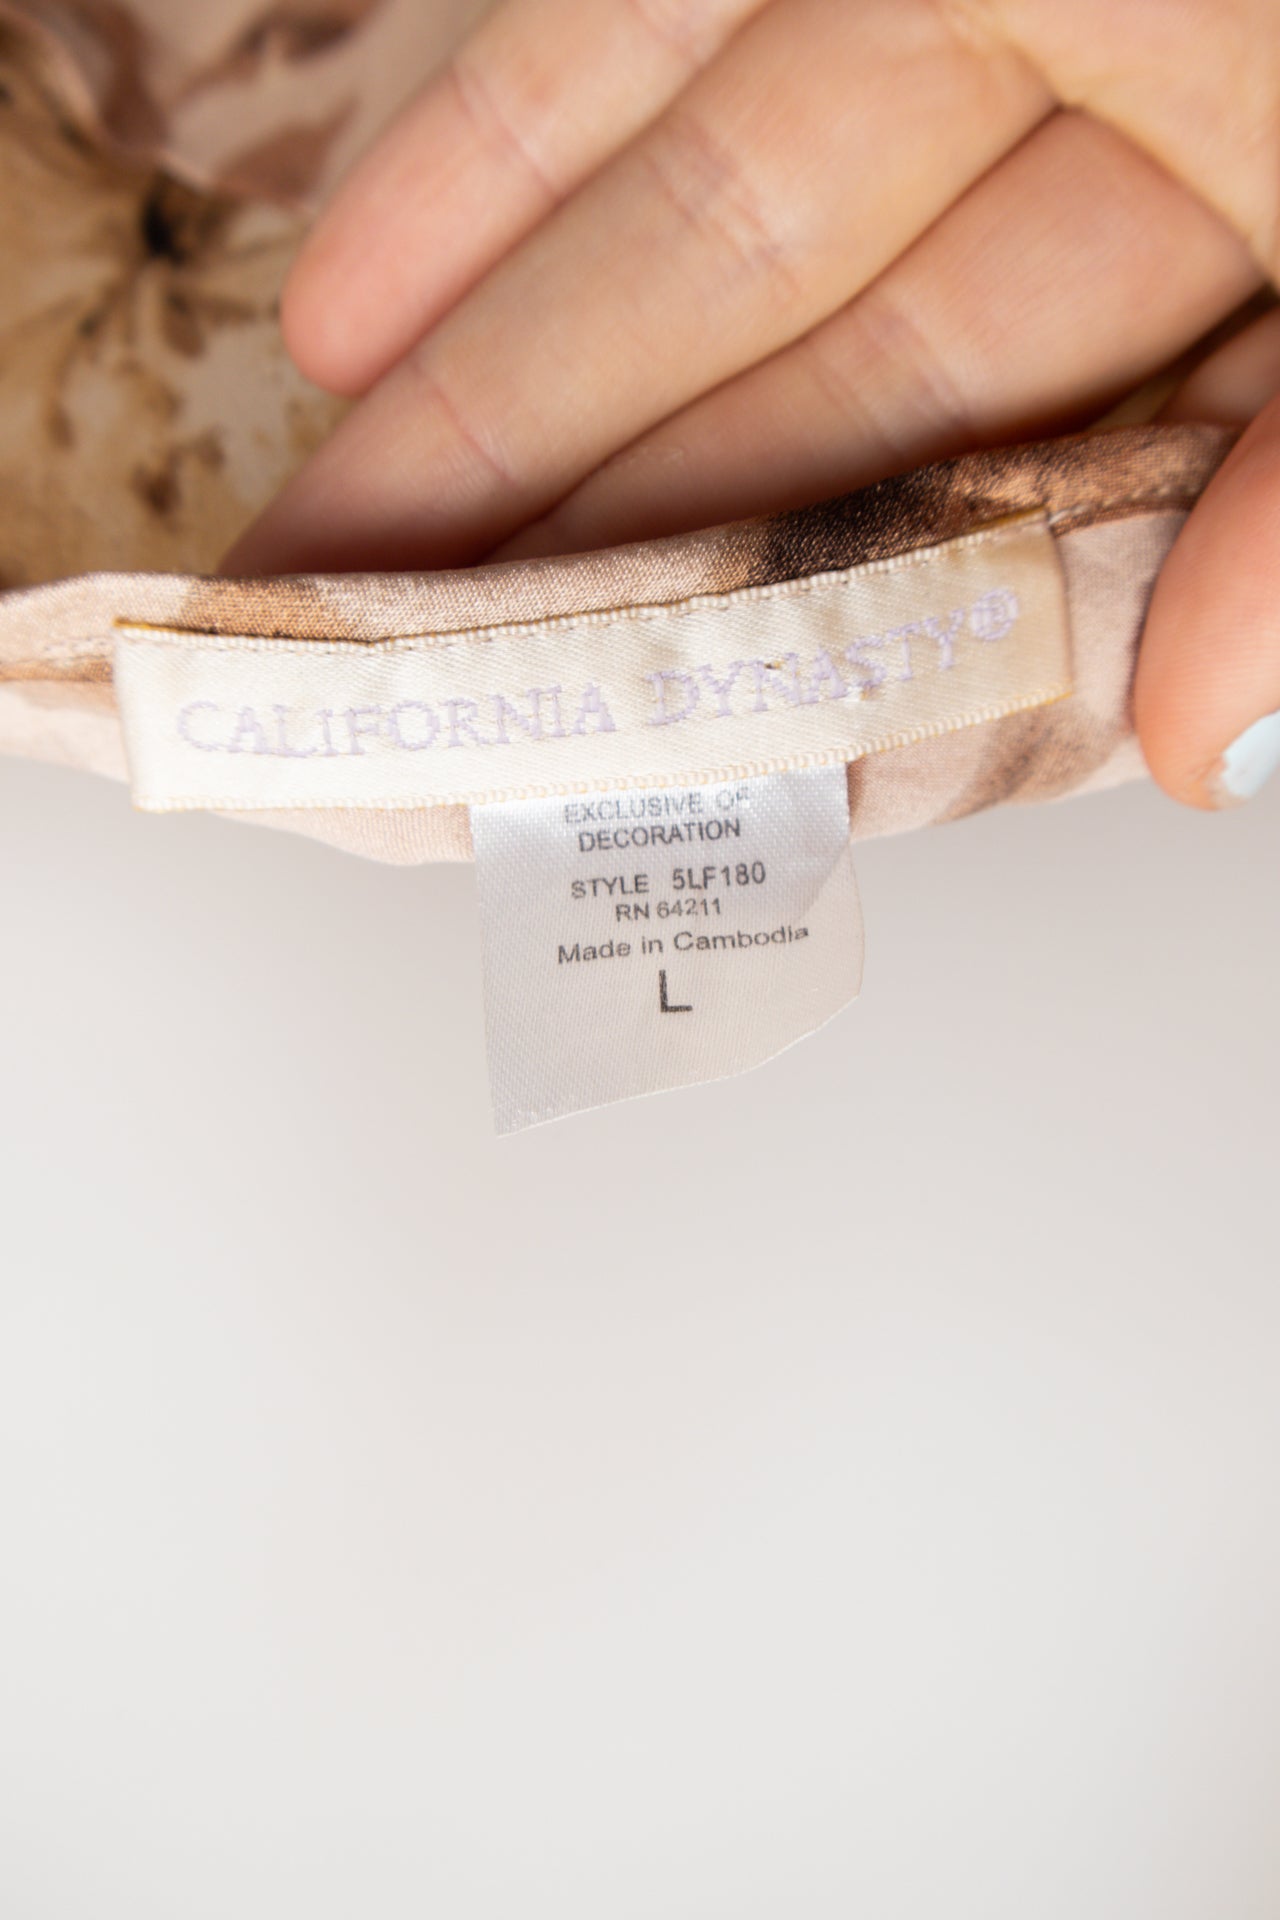 CALIFORNIA DYNASTY®
EXCLUSIVE OF
DECORATION
STYLE 5LF180
RN 64211
Made in Cambodia
L